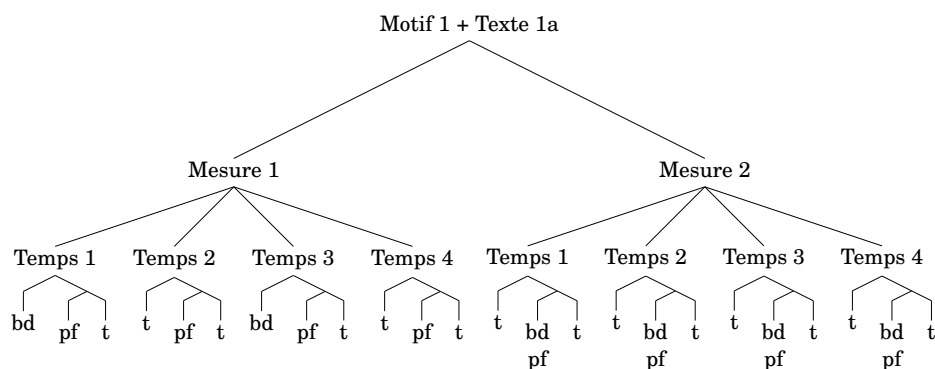 Motif 1 + Texte 1a
Mesure 1 Mesure 2
Temps 1 Temps 2 Temps 3 Temps 4 Temps 1 Temps 2 Temps 3 Temps 4
bd pf t t pf t bd pf t t pf t t bd t t bd t t bd t t bd t
pf pf pf pf